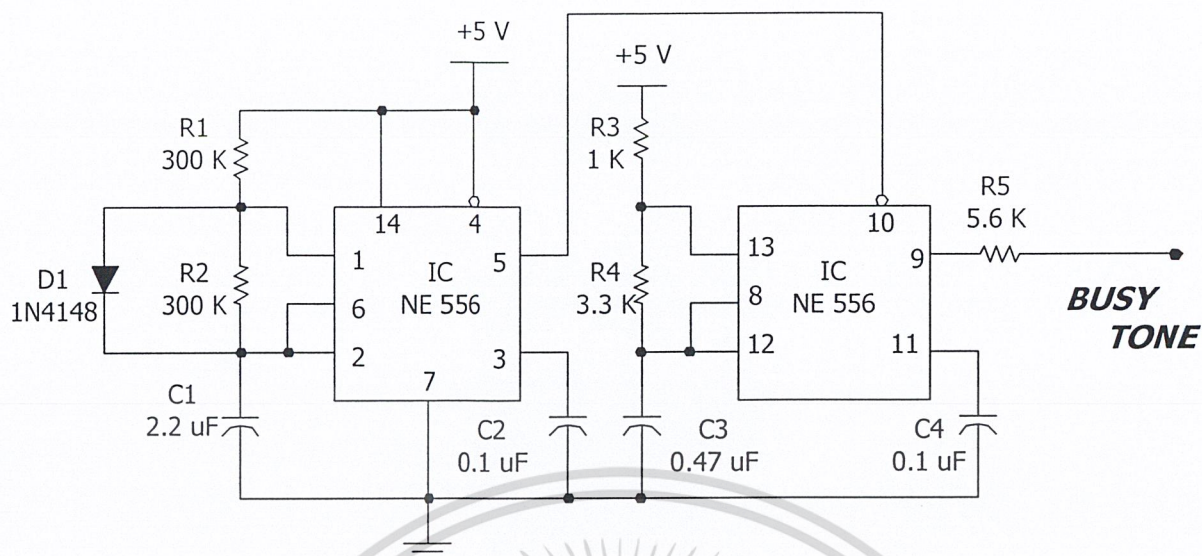 +5 V
+5 V
R1
300 K
R3
1 K
14
4
10
R5
5.6 K
1
5
13
9
D1
1N4148
R2
300 K
6
IC
NE 556
R4
3.3 K
8
IC
NE 556
BUSY
TONE
2
3
12
11
7
C1
2.2 uF
C2
0.1 uF
C3
0.47 uF
C4
0.1 uF